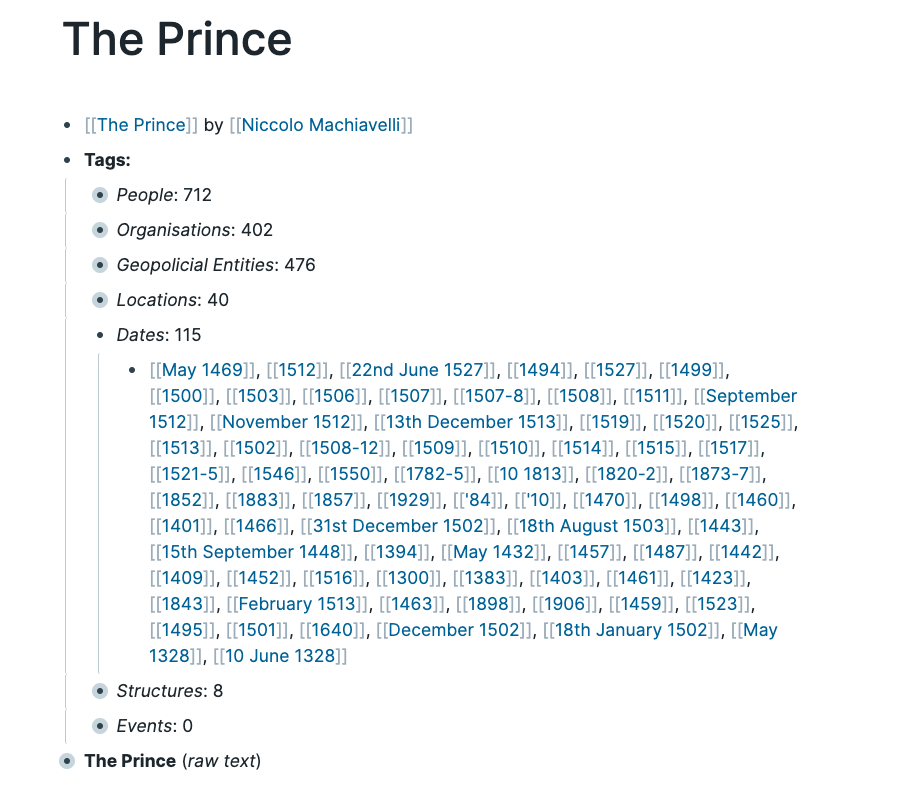 The Prince
[[The Prince]] by [[Niccolo Machiavelli]]
Tags:
People: 712
Organisations: 402
Geopolicial Entities: 476
Locations: 40
Dates: 115
[[May 1469]], [[1512]], [[22nd June 1527]], [[1494]], [[1527]], [[1499]],
[[1500]], [[1503]], [[1506]], [[1507]], [[1507-8]], [[1508]], [[1511]], [[September
1512]], [[November 1512]], [[13th December 1513]], [[1519]], [[1520]], [[1525]],
[[1513]], [[1502]], [[1508-12]], [[1509]], [[1510]], [[1514]], [[1515]], [[1517]],
[[1521-5]], [[1546]], [[1550]], [[1782-5]], [[10 1813]], [[1820-2]], [[1873-7]],
[[1852]], [[1883]], [[1857]], [[1929]], [['84]], [['10]], [[1470]], [[1498]], [[1460]],
[[1401]], [[1466]], [[31st December 1502]], [[18th August 1503]], [[1443]],
[[15th September 1448]], [[1394]], [[May 1432]], [[1457]], [[1487]], [[1442]],
[[1409]], [[1452]], [[1516]], [[1300]], [[1383]], [[1403]], [[1461]], [[1423]],
[[1843]], [[February 1513]], [[1463]], [[1898]], [[1906]], [[1459]], [[1523]],
[[1495]], [[1501]], [[1640]], [[December 1502]], [[18th January 1502]], [[May
1328]], [[10 June 1328]]
Structures: 8
Events: 0
The Prince (raw text)